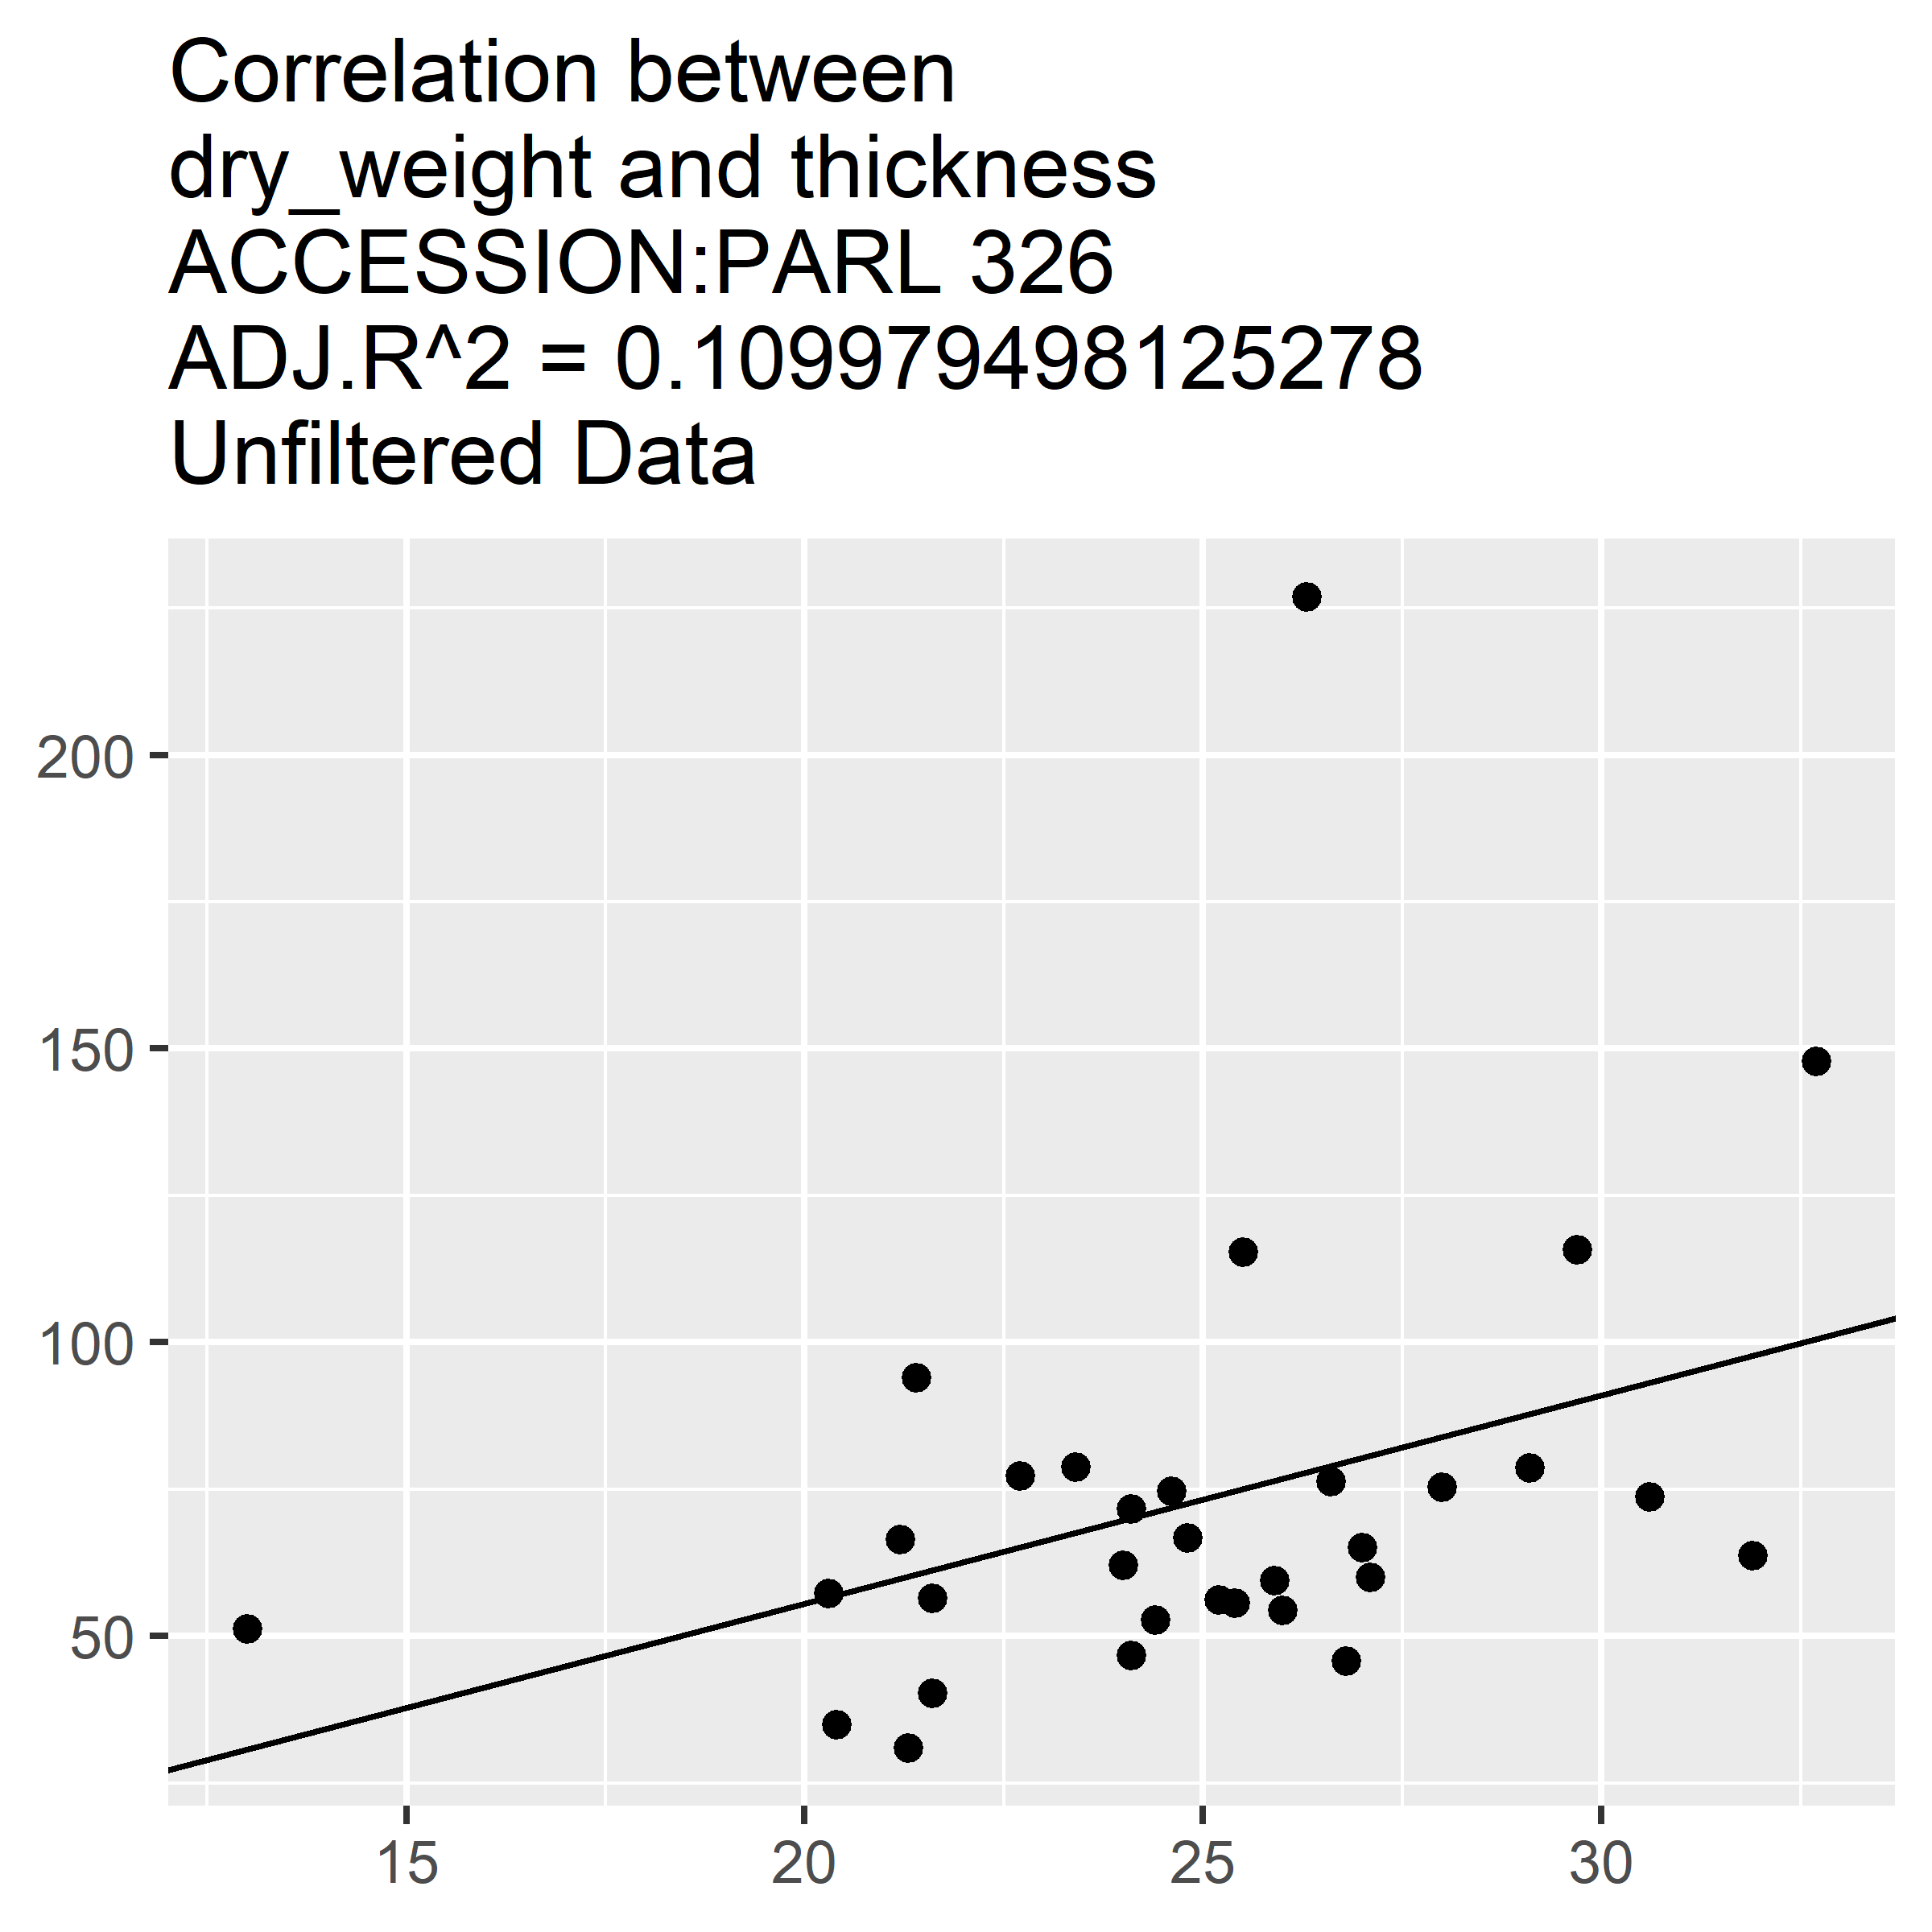 Correlation between
dry_weight and thickness
ACCESSION:PARL 326
ADJ.R^2 = 0.109979498125278
Unfiltered Data
200
150
100
50
15 20 25 30